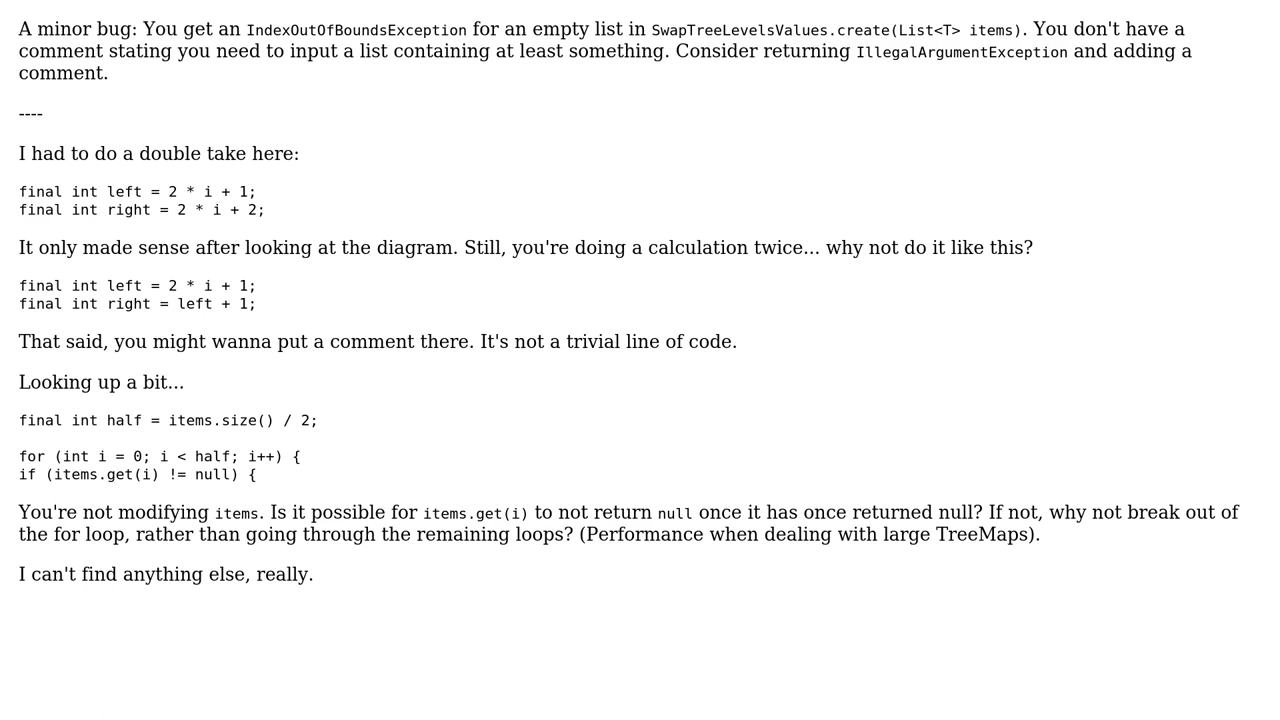 A minor bug: You get an IndexOutOfBoundsException for an empty list in SwapTreeLevelsValues.create(List<T> items). You don't have a
comment stating you need to input a list containing at least something. Consider returning IllegalArgumentException and adding a
comment.
----
I had to do a double take here:
final int left = 2 * i + 1;
final int right = 2 * i + 2;
It only made sense after looking at the diagram. Still, you're doing a calculation twice... why not do it like this?
final int left = 2 * i + 1;
final int right = left + 1;
That said, you might wanna put a comment there. It's not a trivial line of code.
Looking up a bit...
final int half = items.size() / 2;
for (int i = 0; i < half; i++) {
if (items.get(i) != null) {
You're not modifying items. Is it possible for items.get(i) to not return null once it has once returned null? If not, why not break out of
the for loop, rather than going through the remaining loops? (Performance when dealing with large TreeMaps).
I can't find anything else, really.